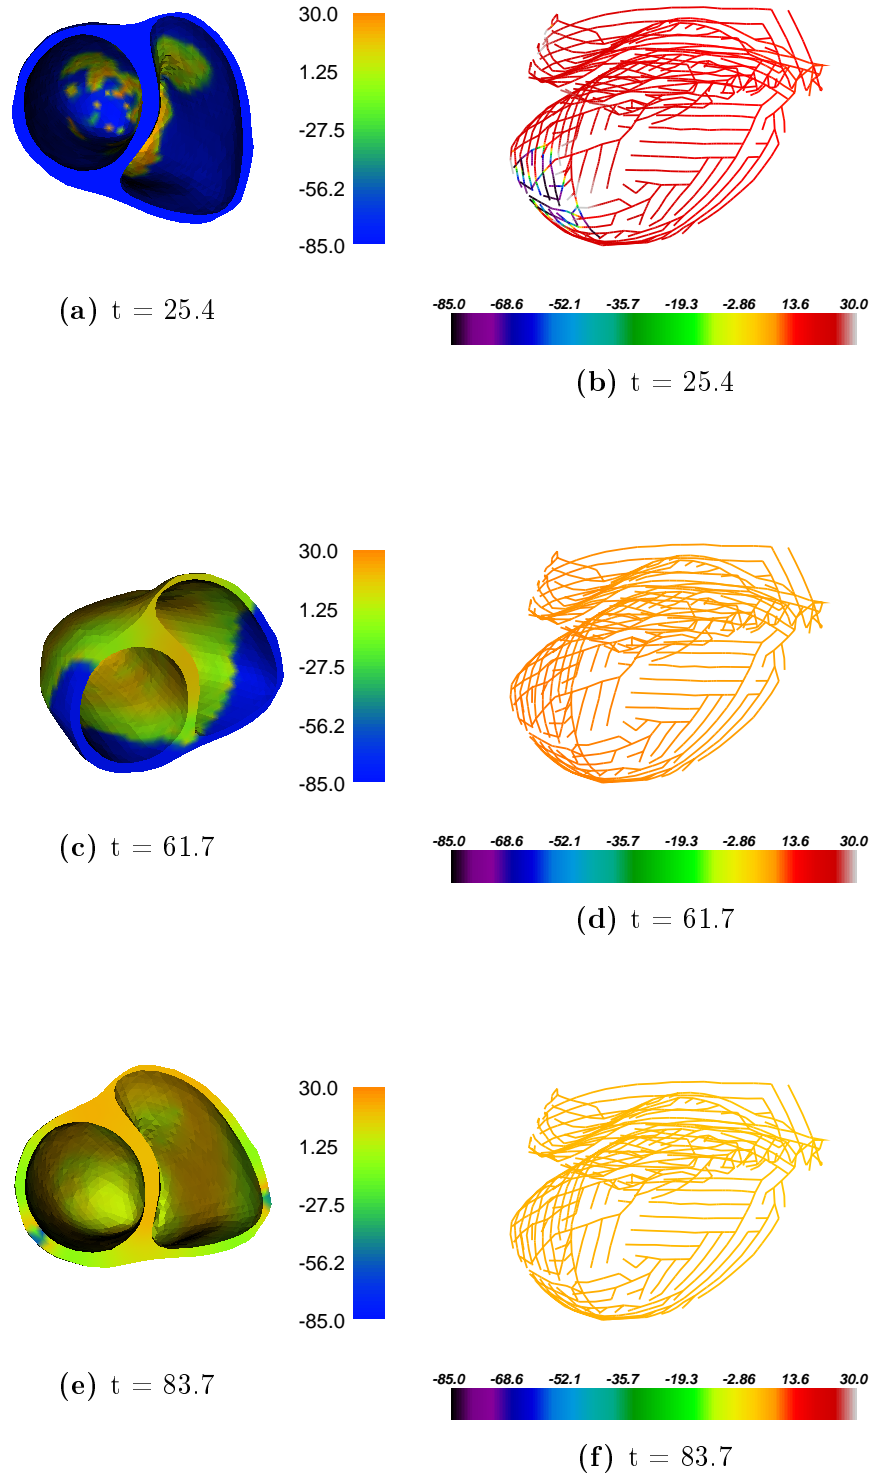 30.0
1.25
-27.5
-56.2
-85.0
(a) t = 25.4
-85.0 -68.6 -52.1 -35.7 -19.3 -2.86 13.6 30.0
(b) t = 25.4
30.0
1.25
-27.5
-56.2
-85.0
(c) t = 61.7
-85.0 -68.6 -52.1 -35.7 -19.3 -2.86 13.6 30.0
(d) t = 61.7
30.0
1.25
-27.5
-56.2
-85.0
(e) t = 83.7
-85.0 -68.6 -52.1 -35.7 -19.3 -2.86 13.6 30.0
(f) t = 83.7